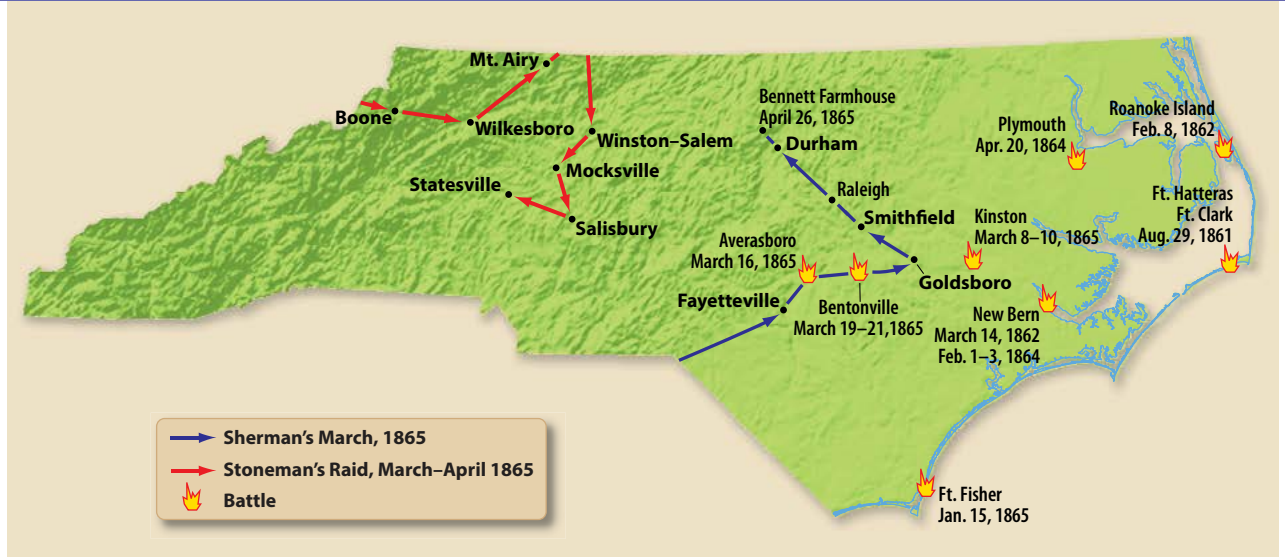 Mt. Airy
Boone
Wilkesboro
Winston–Salem
Mocksville
Statesville
Salisbury
Bennett Farmhouse
April 26, 1865
Durham
Raleigh
Smithfield
Averasboro
March 16, 1865
Fayetteville
Bentonville
March 19–21,1865
Goldsboro
Kinston
March 8–10, 1865
Plymouth
Apr. 20, 1864
Roanoke Island
Feb. 8, 1862
Ft. Hatteras
Ft. Clark
Aug. 29, 1861
New Bern
March 14, 1862
Feb. 1–3, 1864
Ft. Fisher
Jan. 15, 1865
Sherman's March, 1865
Stoneman's Raid, March–April 1865
Battle